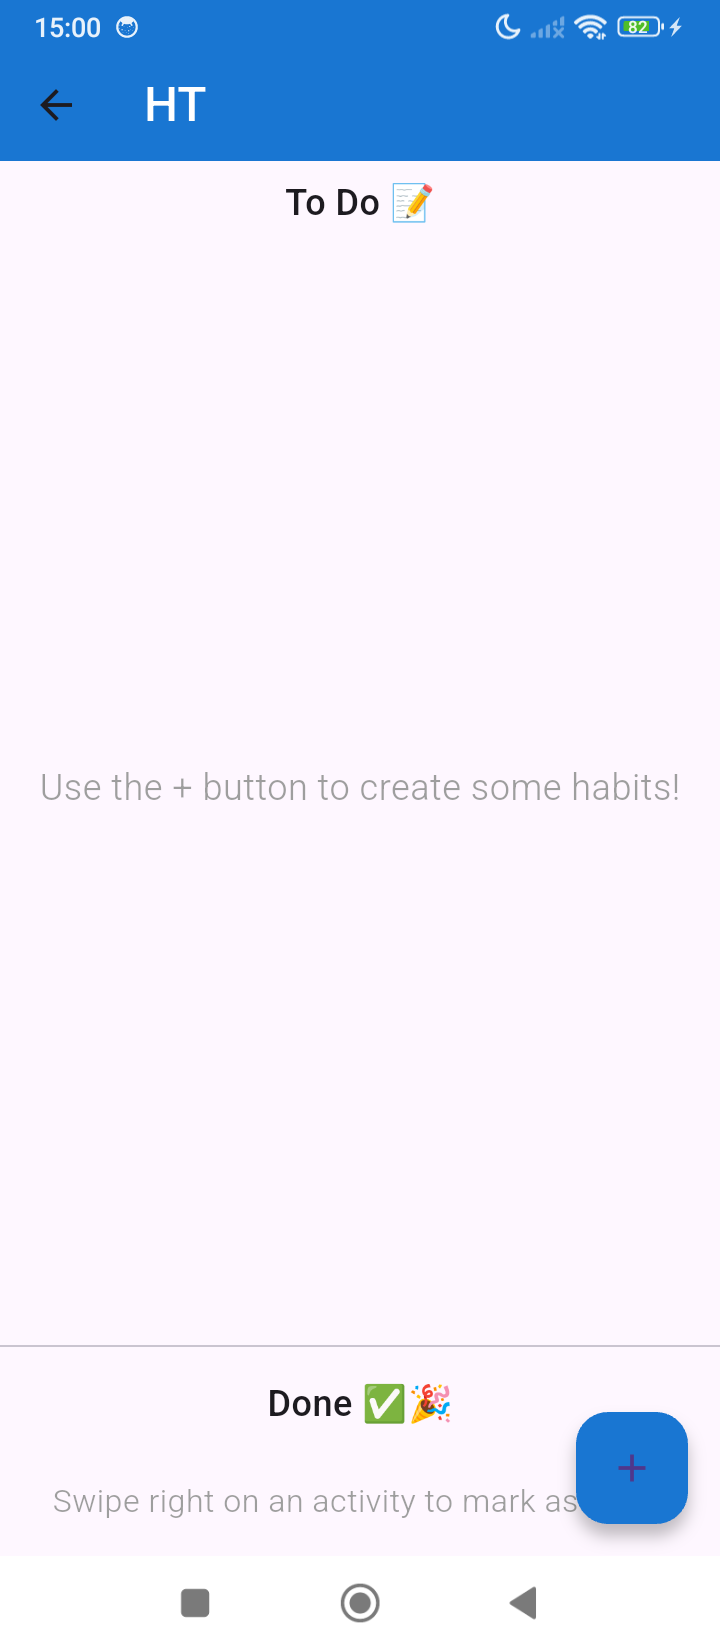 15:00
82
HT
To Do 📝
Use the + button to create some habits!
Done ✅🎉
Swipe right on an activity to mark as